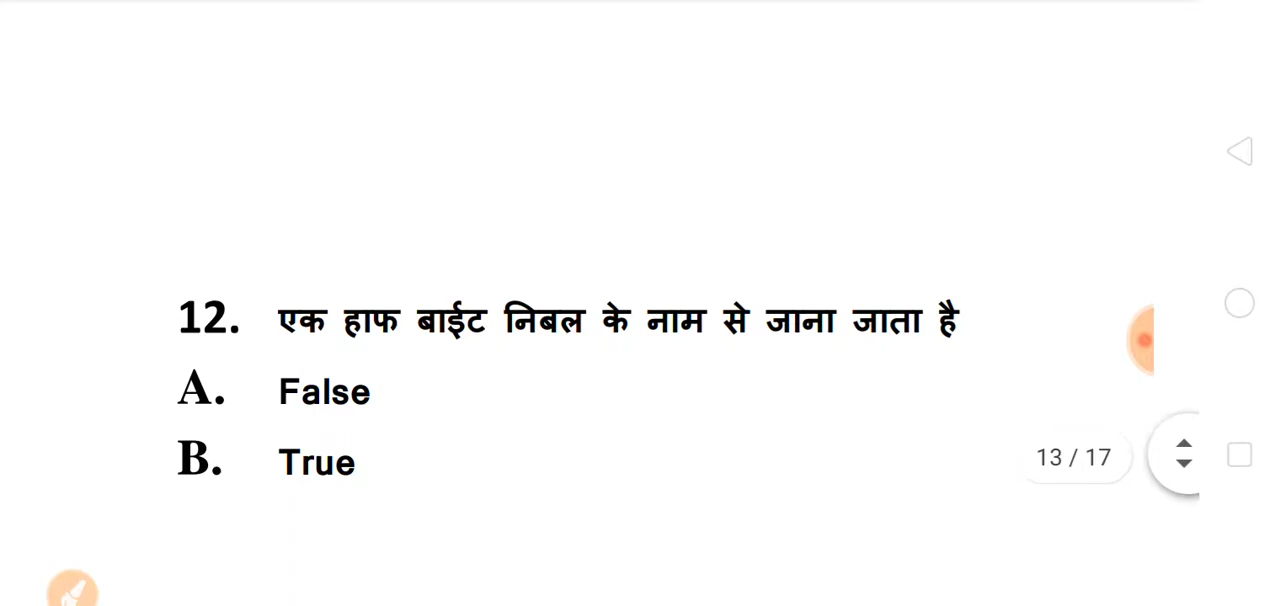 12. एक हाफ बाईट निबल के नाम से जाना जाता है
A. False
B. True
13 / 17